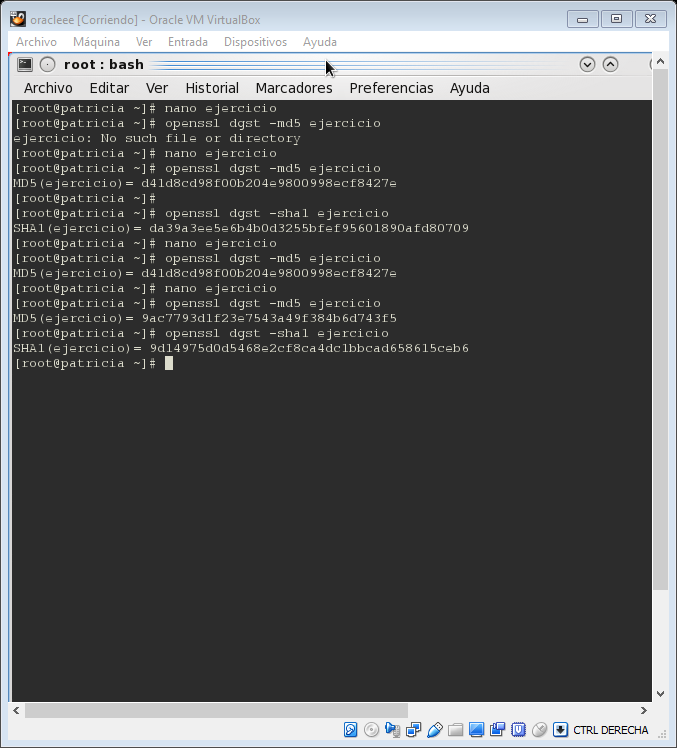 oracleee [Corriendo] - Oracle VM VirtualBox
Archivo Máquina Ver Entrada Dispositivos Ayuda
root : bash
Archivo Editar Ver Historial Marcadores Preferencias Ayuda
[root@patricia ~]# nano ejercicio
[root@patricia ~]# openssl dgst -md5 ejercicio
ejercicio: No such file or directory
[root@patricia ~]# nano ejercicio
[root@patricia ~]# openssl dgst -md5 ejercicio
MD5(ejercicio)= d41d8cd98f00b204e9800998ecf8427e
[root@patricia ~]#
[root@patricia ~]# openssl dgst -sha1 ejercicio
SHA1(ejercicio)= da39a3ee5e6b4b0d3255bfef95601890afd80709
[root@patricia ~]# nano ejercicio
[root@patricia ~]# openssl dgst -md5 ejercicio
MD5(ejercicio)= d41d8cd98f00b204e9800998ecf8427e
[root@patricia ~]# nano ejercicio
[root@patricia ~]# openssl dgst -md5 ejercicio
MD5(ejercicio)= 9ac7793d1f23e7543a49f384b6d743f5
[root@patricia ~]# openssl dgst -sha1 ejercicio
SHA1(ejercicio)= 9d14975d0d5468e2cf8ca4dc1bbcad658615ceb6
[root@patricia ~]#
CTRL DERECHA